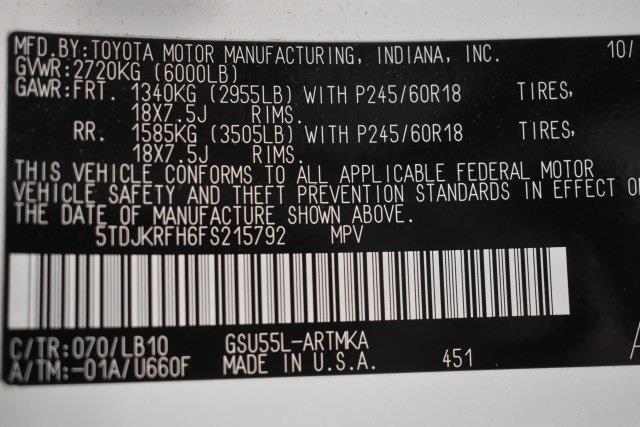 MFD.BY:TOYOTA MOTOR MANUFACTURING, INDIANA, INC. 10/
GVWR:2720KG (6000LB)
GAWR:FRT. 1340KG (2955LB) WITH P245/60R18 TIRES,
18X7.5J RIMS.
RR. 1585KG (3505LB) WITH P245/60R18 TIRES,
18X7.5J RIMS.
THIS VEHICLE CONFORMS TO ALL APPLICABLE FEDERAL MOTOR
VEHICLE SAFETY AND THEFT PREVENTION STANDARDS IN EFFECT O
THE DATE OF MANUFACTURE SHOWN ABOVE.
5TDJKRFH6FS215792 MPV
C/TR:070/LB10 GSU55L-ARTMKA
A/TM:-01A/U660F MADE IN U.S.A. 451 A